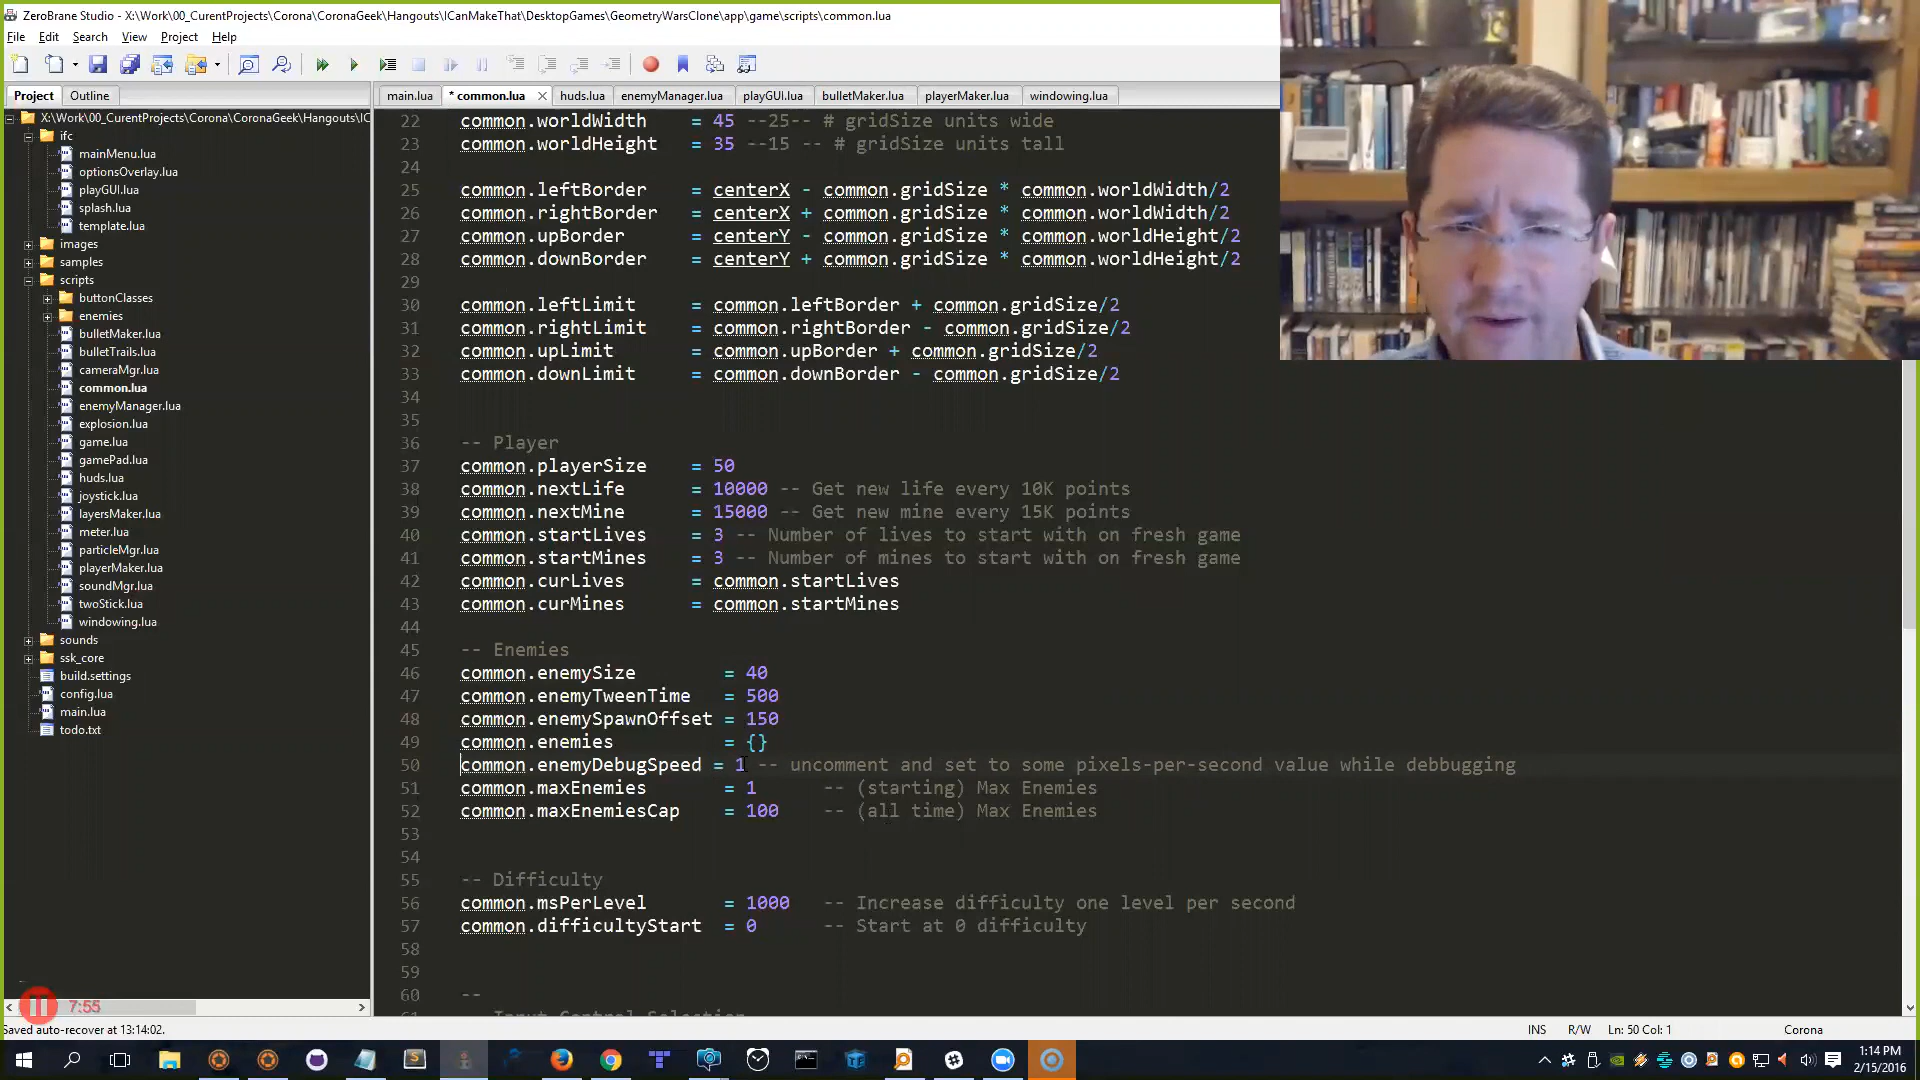 ZeroBrane Studio - X:\Work\00_CurentProjects\Corona\CoronaGeek\Hangouts\ICanMakeThat\DesktopGames\GeometryWarsClone\app\game\scripts\common.lua
File Edit Search View Project Help
Project Outline
main.lua * common.lua huds.lua enemyManager.lua playGUI.lua bulletMaker.lua playerMaker.lua windowing.lua
X:\Work\00_CurentProjects\Corona\CoronaGeek\Hangouts\IC
ifc
mainMenu.lua
optionsOverlay.lua
playGUI.lua
splash.lua
template.lua
images
samples
scripts
buttonClasses
enemies
bulletMaker.lua
bulletTrails.lua
cameraMgr.lua
common.lua
enemyManager.lua
explosion.lua
game.lua
gamePad.lua
huds.lua
joystick.lua
layersMaker.lua
meter.lua
particleMgr.lua
playerMaker.lua
soundMgr.lua
twoStick.lua
windowing.lua
sounds
ssk_core
build.settings
config.lua
main.lua
todo.txt
22 common.worldWidth = 45 --25-- # gridSize units wide
23 common.worldHeight = 35 --15 -- # gridSize units tall
24
25 common.leftBorder = centerX - common.gridSize * common.worldWidth/2
26 common.rightBorder = centerX + common.gridSize * common.worldWidth/2
27 common.upBorder = centerY - common.gridSize * common.worldHeight/2
28 common.downBorder = centerY + common.gridSize * common.worldHeight/2
29
30 common.leftLimit = common.leftBorder + common.gridSize/2
31 common.rightLimit = common.rightBorder - common.gridSize/2
32 common.upLimit = common.upBorder + common.gridSize/2
33 common.downLimit = common.downBorder - common.gridSize/2
34
35
36 -- Player
37 common.playerSize = 50
38 common.nextLife = 10000 -- Get new life every 10K points
39 common.nextMine = 15000 -- Get new mine every 15K points
40 common.startLives = 3 -- Number of lives to start with on fresh game
41 common.startMines = 3 -- Number of mines to start with on fresh game
42 common.curLives = common.startLives
43 common.curMines = common.startMines
44
45 -- Enemies
46 common.enemySize = 40
47 common.enemyTweenTime = 500
48 common.enemySpawnOffset = 150
49 common.enemies = {}
50 common.enemyDebugSpeed = 1 -- uncomment and set to some pixels-per-second value while debbugging
51 common.maxEnemies = 1 -- (starting) Max Enemies
52 common.maxEnemiesCap = 100 -- (all time) Max Enemies
53
54
55 -- Difficulty
56 common.msPerLevel = 1000 -- Increase difficulty one level per second
57 common.difficultyStart = 0 -- Start at 0 difficulty
58
59
60 --
7:55
Saved auto-recover at 13:14:02.
INS R/W Ln: 50 Col: 1 Corona
1:14 PM
2/15/2016